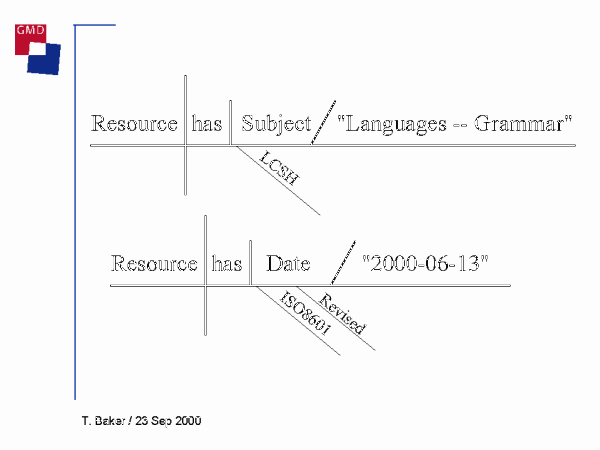 GMD
Resource has Subject / "Languages -- Grammar"
LCSH
Resource has Date / "2000-06-13"
ISO8601 Revised
T. Baker / 23 Sep 2000